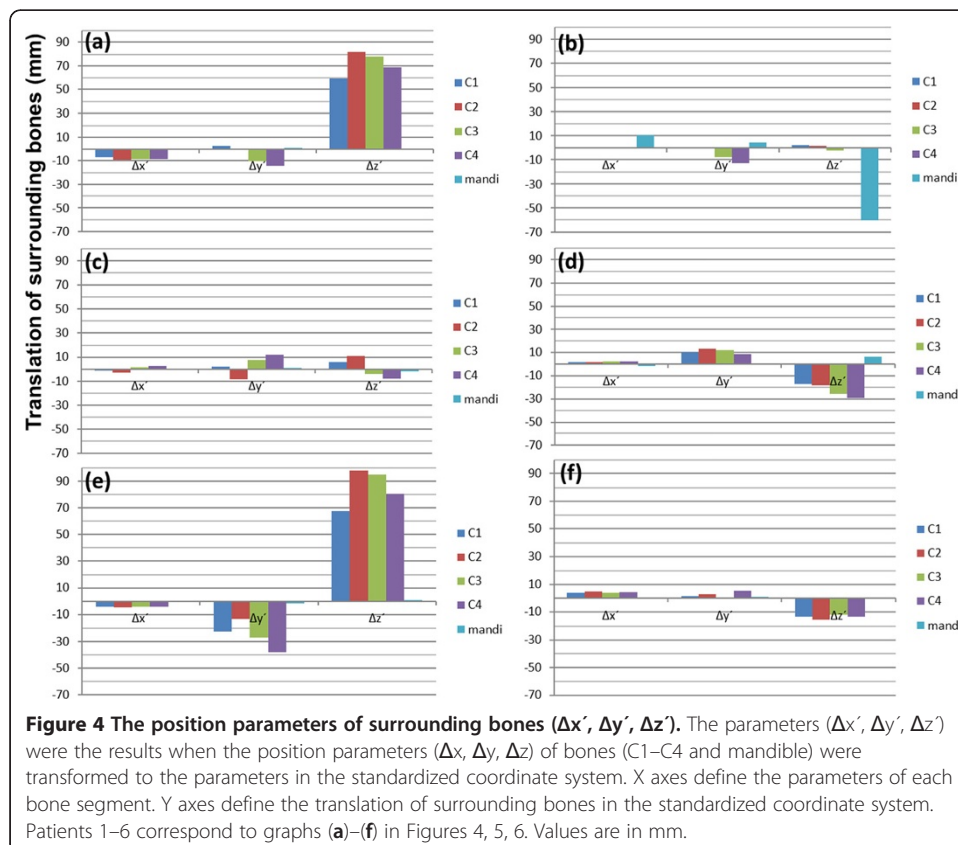 Translation of surrounding bones (mm)
(a)
90
70
50
30
10
-10
-30
-50
-70
Δx´
Δy´
Δz´
C1
C2
C3
C4
mandi
(b)
90
70
50
30
10
-10
-30
-50
-70
Δx´
Δy´
Δz´
C1
C2
C3
C4
mandi
(c)
90
70
50
30
10
-10
-30
-50
-70
Δx´
Δy´
Δz´
C1
C2
C3
C4
mandi
(d)
90
70
50
30
10
-10
-30
-50
-70
Δx´
Δy´
Δz´
C1
C2
C3
C4
mandi
(e)
90
70
50
30
10
-10
-30
-50
-70
Δx´
Δy´
Δz´
C1
C2
C3
C4
mandi
(f)
90
70
50
30
10
-10
-30
-50
-70
Δx´
Δy´
Δz´
C1
C2
C3
C4
mandi
Figure 4 The position parameters of surrounding bones (Δx´, Δy´, Δz´). The parameters (Δx´, Δy´, Δz´)
were the results when the position parameters (Δx, Δy, Δz) of bones (C1–C4 and mandible) were
transformed to the parameters in the standardized coordinate system. X axes define the parameters of each
bone segment. Y axes define the translation of surrounding bones in the standardized coordinate system.
Patients 1–6 correspond to graphs (a)–(f) in Figures 4, 5, 6. Values are in mm.